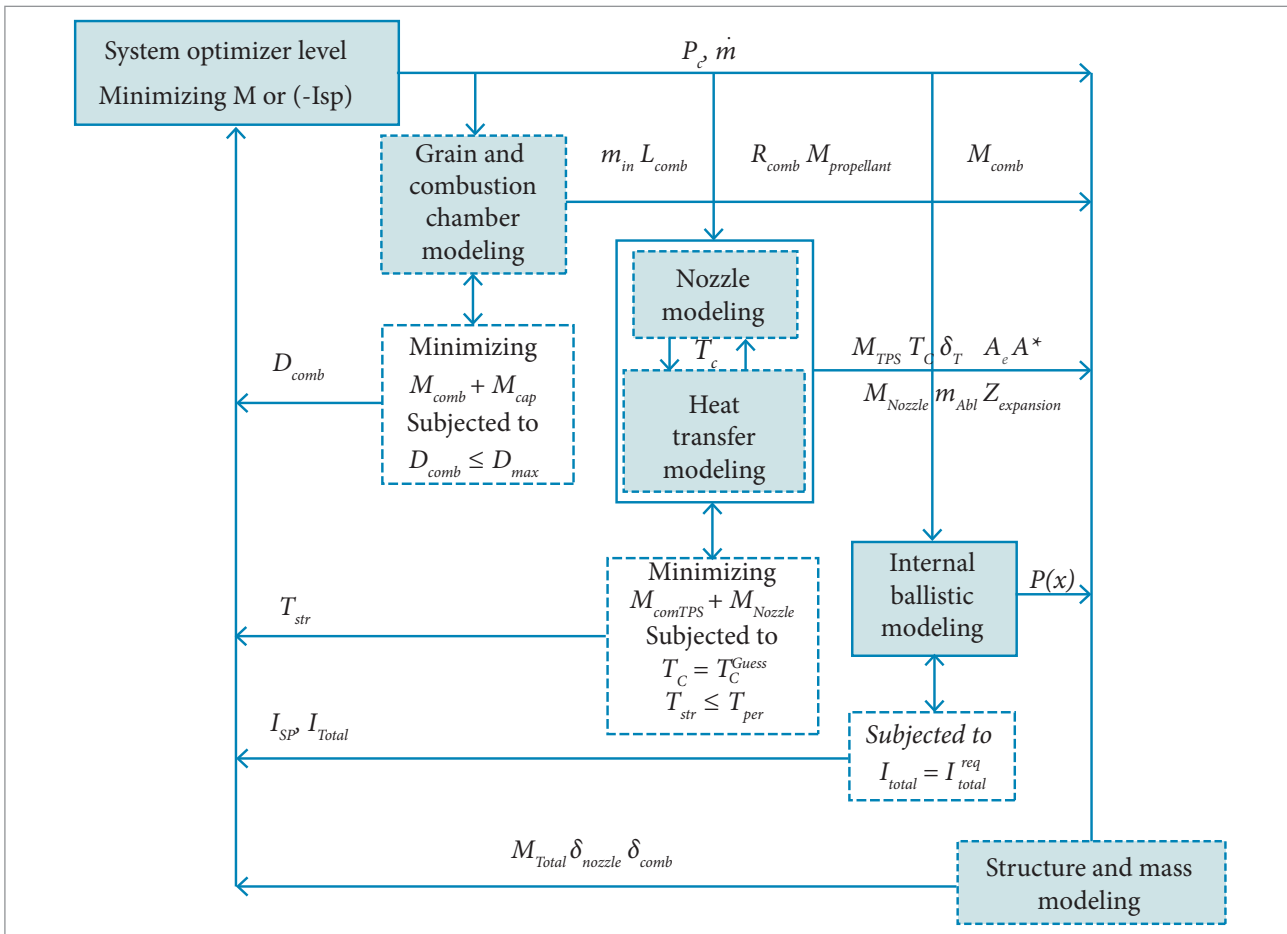 System optimizer level
Minimizing M or (-Isp)
P_c, ṁ
Grain and
combustion
chamber
modeling
m_in L_comb
R_comb M_propellant
M_comb
Nozzle
modeling
T_c
Heat
transfer
modeling
M_TPS T_C δ_T A_e A*
M_Nozzle m_Abl Z_expansion
D_comb
Minimizing
M_comb + M_cap
Subjected to
D_comb ≤ D_max
Internal
ballistic
modeling
P(x)
T_str
Minimizing
M_comTPS + M_Nozzle
Subjected to
T_C = T_C^Guess
T_str ≤ T_per
I_SP, I_Total
Subjected to
I_total = I_total^req
M_Total δ_nozzle δ_comb
Structure and mass
modeling